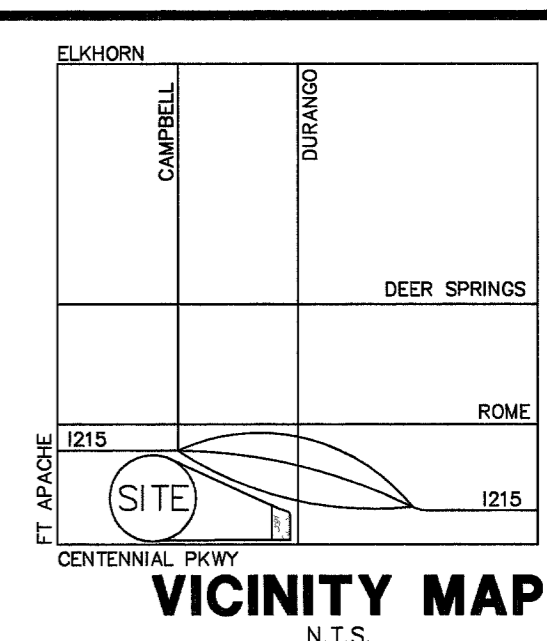 ELKHORN
CAMPBELL
DURANGO
DEER SPRINGS
ROME
FT APACHE
I215
SITE
I215
CENTENNIAL PKWY
VICINITY MAP
N.T.S.